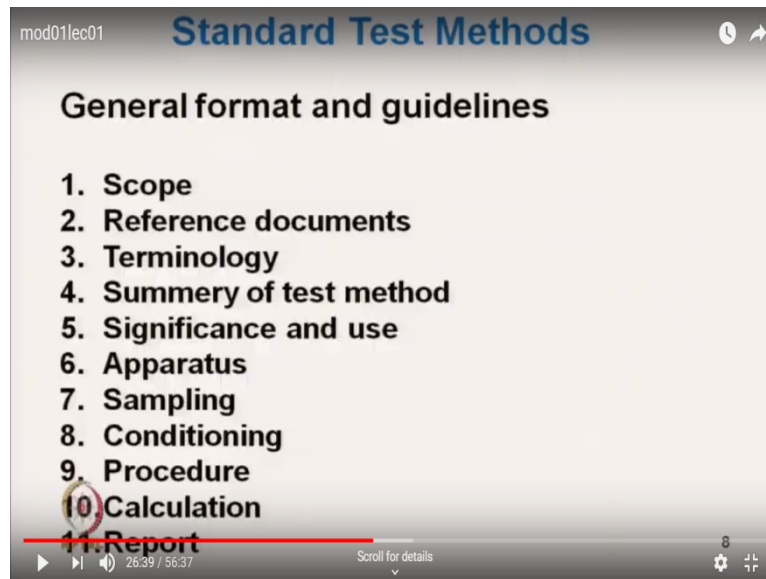 mod01lec01
Standard Test Methods
General format and guidelines
1. Scope
2. Reference documents
3. Terminology
4. Summery of test method
5. Significance and use
6. Apparatus
7. Sampling
8. Conditioning
9. Procedure
10.Calculation
11.Report
8
26:39 / 56:37
Scroll for details